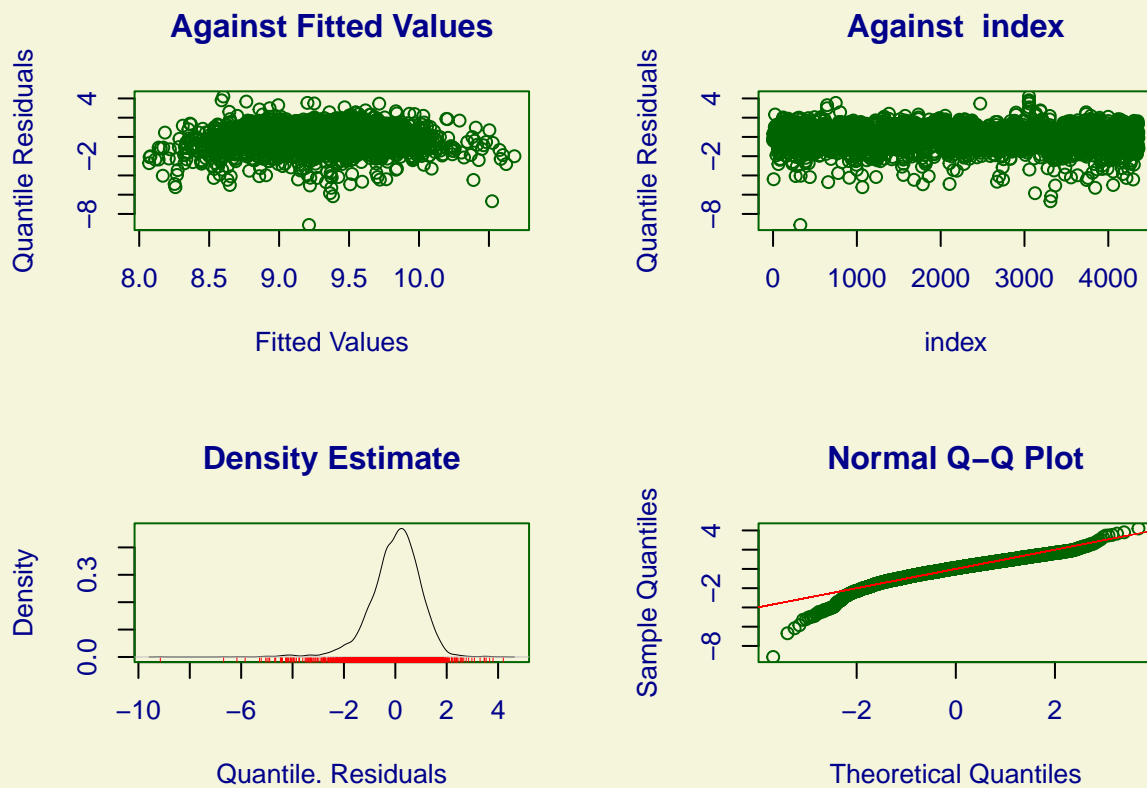 Against Fitted Values
Quantile Residuals
4
−2
−8
8.0 8.5 9.0 9.5 10.0
Fitted Values
Against  index
Quantile Residuals
4
−2
−8
0 1000 2000 3000 4000
index
Density Estimate
Density
0.3
0.0
−10 −6 −2 0 2 4
Quantile. Residuals
Normal Q−Q Plot
Sample Quantiles
4
−2
−8
−2 0 2
Theoretical Quantiles